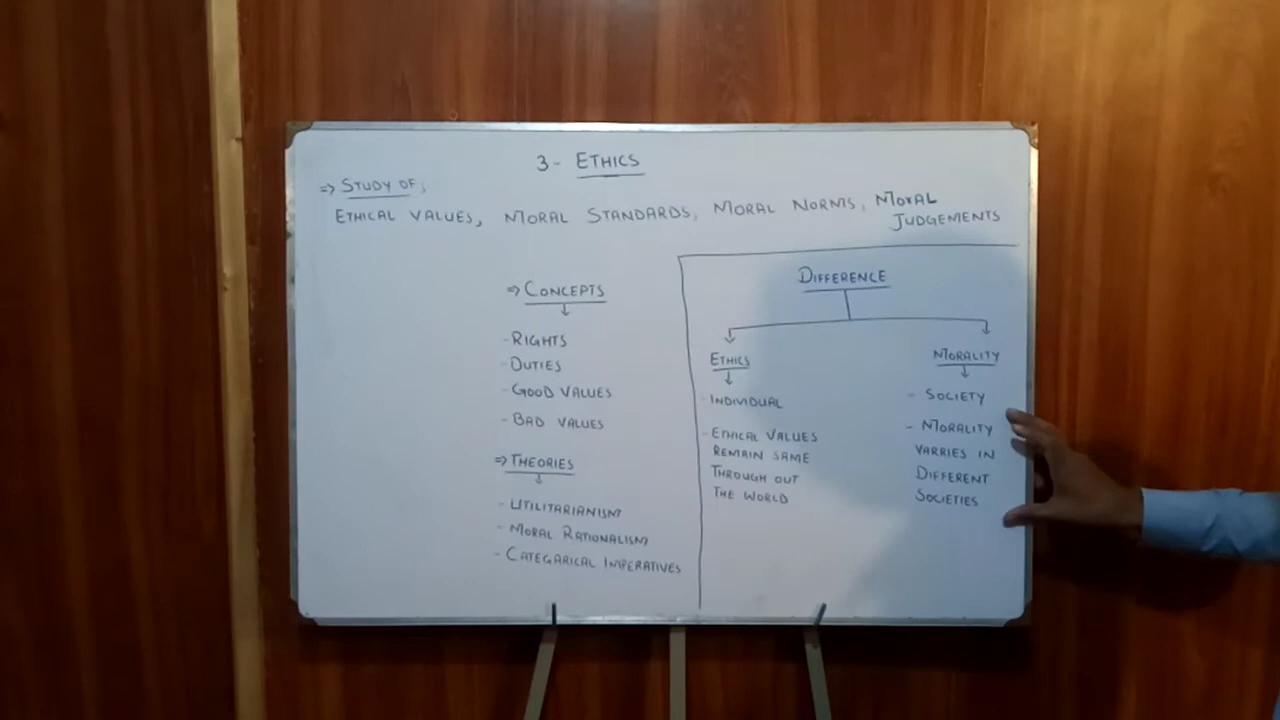 3- ETHICS
=> STUDY OF;
ETHICAL VALUES, MORAL STANDARDS, MORAL NORMS, MORAL
JUDGEMENTS
=> CONCEPTS
- RIGHTS
- DUTIES
- GOOD VALUES
- BAD VALUES
=> THEORIES
- UTILITARIANISM
- MORAL RATIONALISM
- CATEGARICAL IMPERATIVES
DIFFERENCE
ETHICS
- INDIVIDUAL
- ETHICAL VALUES
REMAIN SAME
THROUGH OUT
THE WORLD
MORALITY
- SOCIETY
- MORALITY
VARRIES IN
DIFFERENT
SOCIETIES